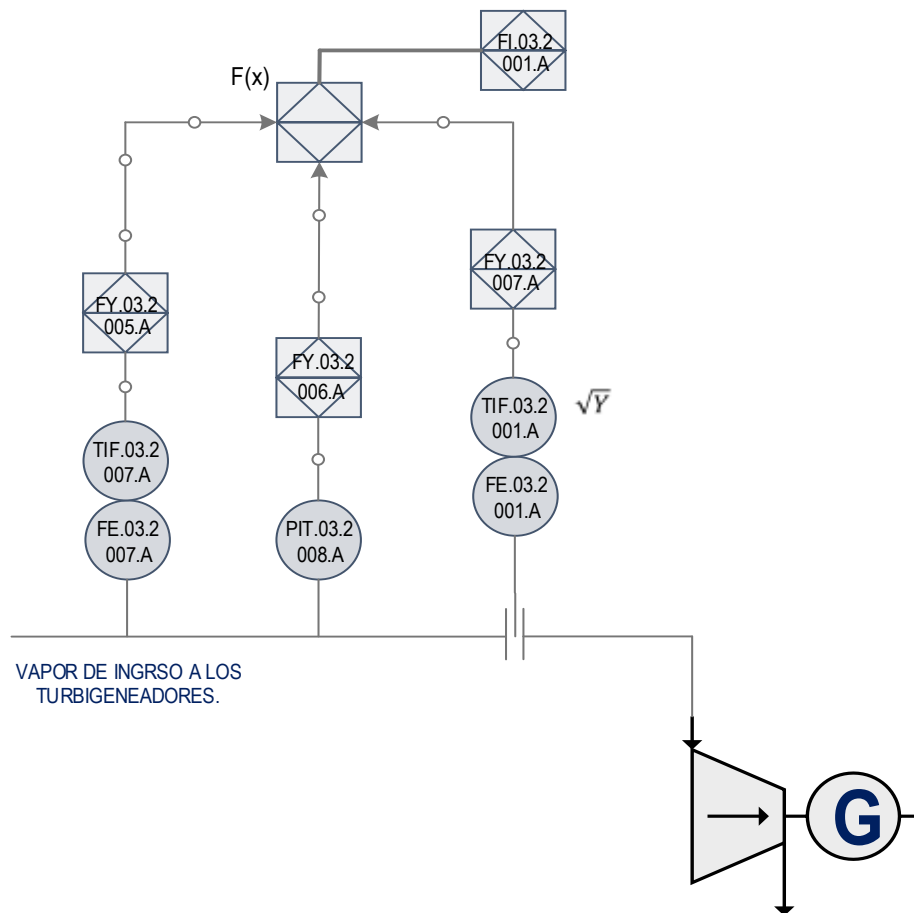 FI.03.2
001.A
F(x)
FY.03.2
007.A
FY.03.2
005.A
FY.03.2
006.A
TIF.03.2
001.A
√Y
TIF.03.2
007.A
FE.03.2
001.A
FE.03.2
007.A
PIT.03.2
008.A
VAPOR DE INGRSO A LOS
TURBIGENEADORES.
G